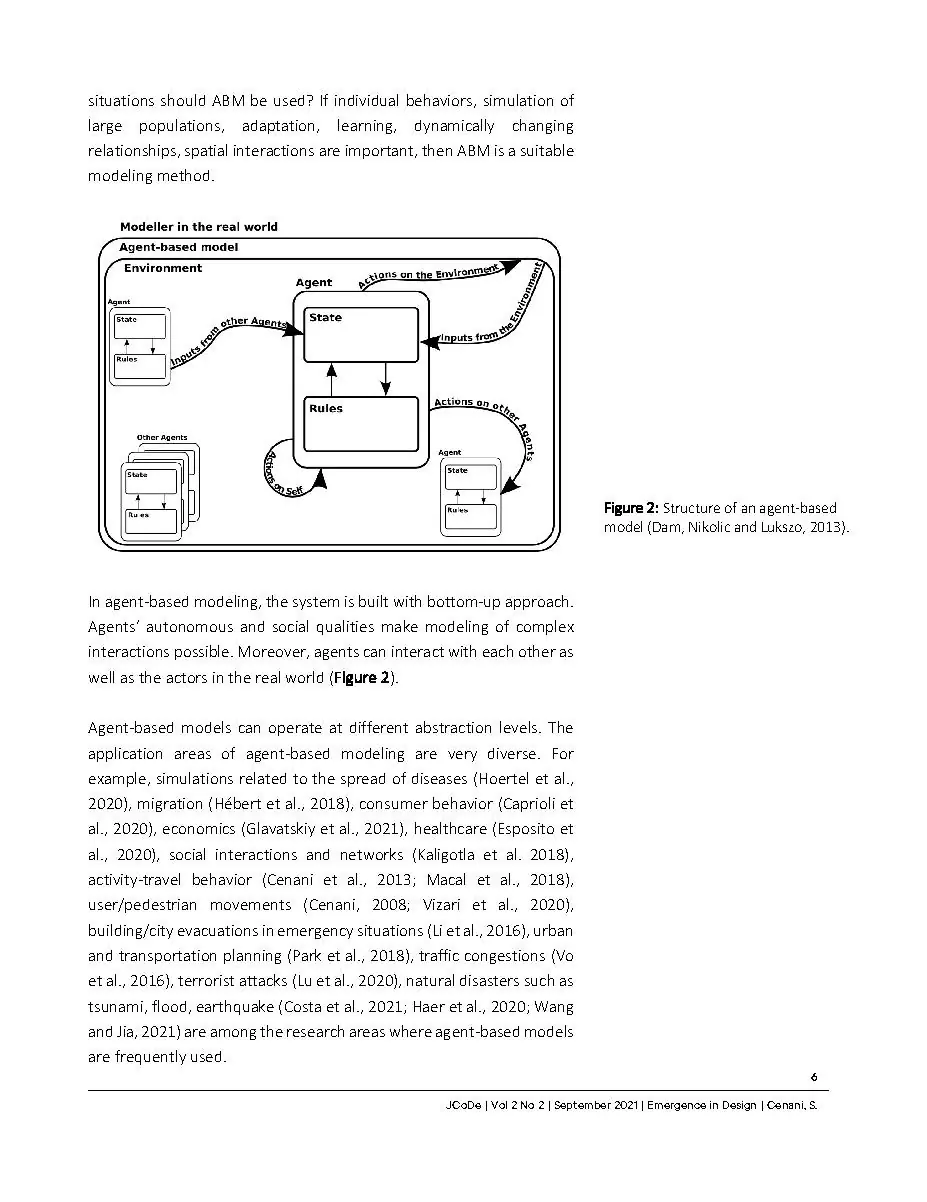 situations should ABM be used? If individual behaviors, simulation of
large populations, adaptation, learning, dynamically changing
relationships, spatial interactions are important, then ABM is a suitable
modeling method.
Modeller in the real world
Agent-based model
Environment
Agent
State
Rules
Inputs from other Agents
Agent
State
Rules
Actions on the Environment
Inputs from the Environment
Actions on other Agents
Actions on Self
Other Agents
State
Rules
Agent
State
Rules
Figure 2: Structure of an agent-based
model (Dam, Nikolic and Lukszo, 2013).
In agent-based modeling, the system is built with bottom-up approach.
Agents’ autonomous and social qualities make modeling of complex
interactions possible. Moreover, agents can interact with each other as
well as the actors in the real world (Figure 2).
Agent-based models can operate at different abstraction levels. The
application areas of agent-based modeling are very diverse. For
example, simulations related to the spread of diseases (Hoertel et al.,
2020), migration (Hébert et al., 2018), consumer behavior (Caprioli et
al., 2020), economics (Glavatskiy et al., 2021), healthcare (Esposito et
al., 2020), social interactions and networks (Kaligotla et al. 2018),
activity-travel behavior (Cenani et al., 2013; Macal et al., 2018),
user/pedestrian movements (Cenani, 2008; Vizari et al., 2020),
building/city evacuations in emergency situations (Li et al., 2016), urban
and transportation planning (Park et al., 2018), traffic congestions (Vo
et al., 2016), terrorist attacks (Lu et al., 2020), natural disasters such as
tsunami, flood, earthquake (Costa et al., 2021; Haer et al., 2020; Wang
and Jia, 2021) are among the research areas where agent-based models
are frequently used.
6
JCoDe | Vol 2 No 2 | September 2021 | Emergence in Design | Cenani, S.